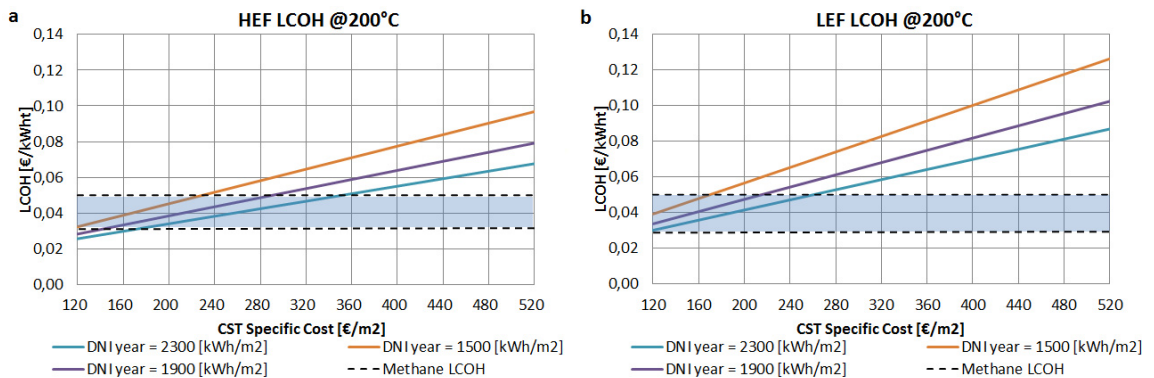 a
HEF LCOH @200°C
LCOH [€/kWht]
0,14
0,12
0,10
0,08
0,06
0,04
0,02
0,00
120 160 200 240 280 320 360 400 440 480 520
CST Specific Cost [€/m2]
DNI year = 2300 [kWh/m2]
DNI year = 1500 [kWh/m2]
DNI year = 1900 [kWh/m2]
Methane LCOH
b
LEF LCOH @200°C
LCOH [€/kWht]
0,14
0,12
0,10
0,08
0,06
0,04
0,02
0,00
120 160 200 240 280 320 360 400 440 480 520
CST Specific Cost [€/m2]
DNI year = 2300 [kWh/m2]
DNI year = 1500 [kWh/m2]
DNI year = 1900 [kWh/m2]
Methane LCOH